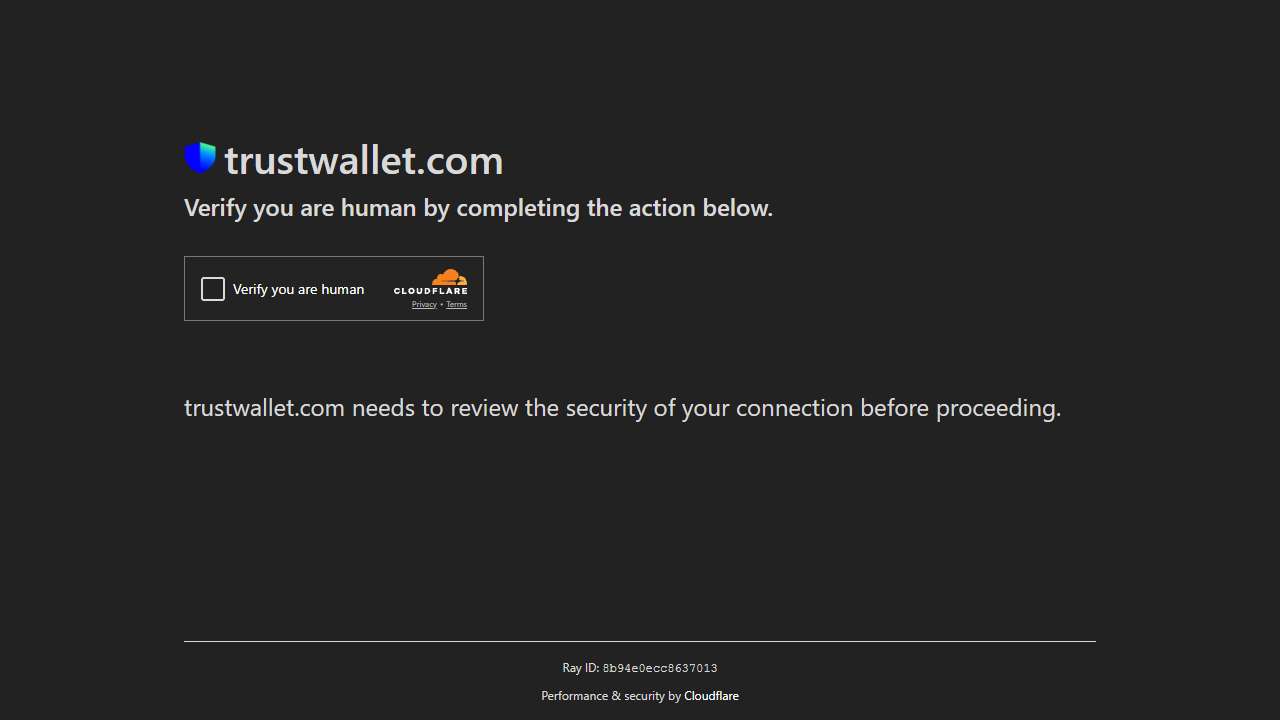 trustwallet.com
Verify you are human by completing the action below.
Verify you are human
CLOUDFLARE
Privacy • Terms
trustwallet.com needs to review the security of your connection before proceeding.
Ray ID: 8b94e0ecc8637013
Performance & security by Cloudflare